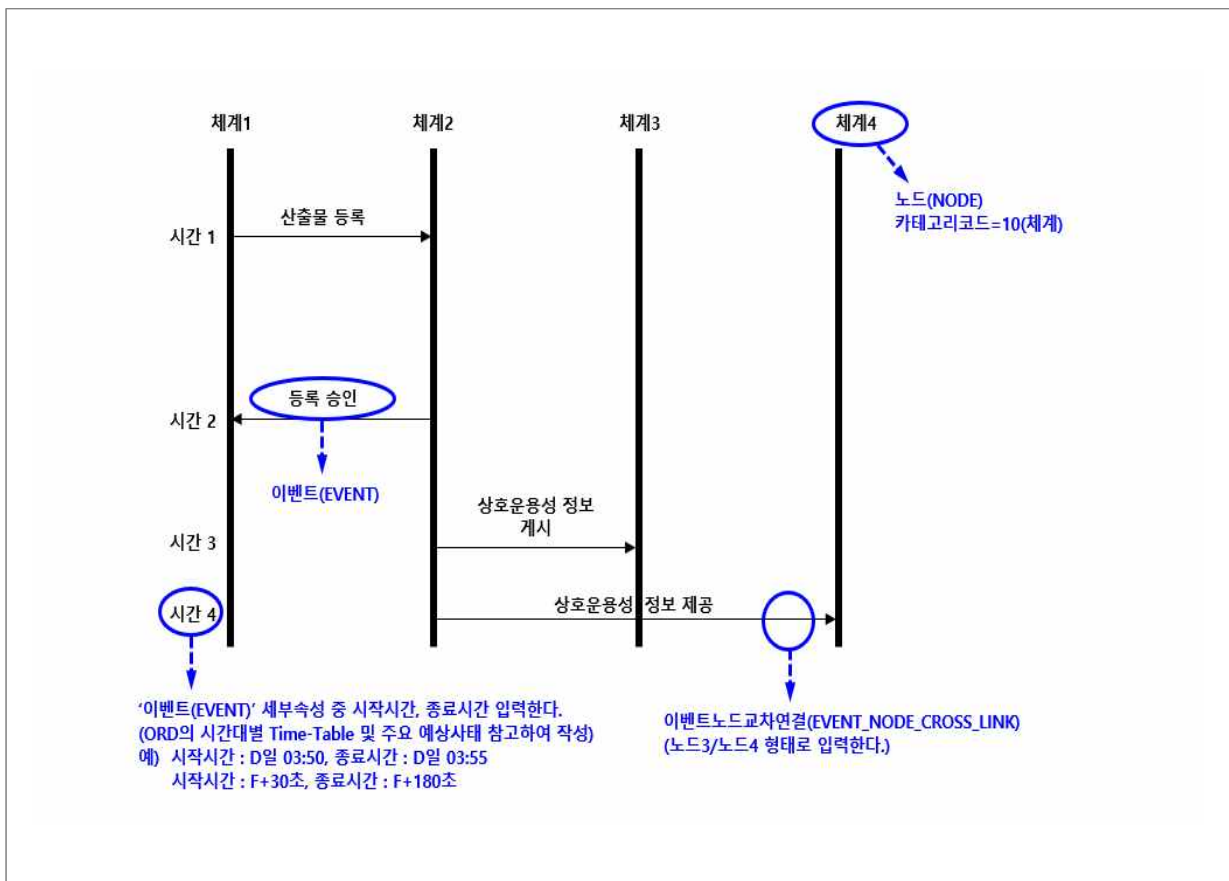 체계1 체계2 체계3 체계4
노드(NODE)
카테고리코드=10(체계)
산출물 등록
시간 1
등록 승인
시간 2
이벤트(EVENT)
상호운용성 정보
게시
시간 3
상호운용성 정보 제공
시간 4
‘이벤트(EVENT)’ 세부속성 중 시작시간, 종료시간 입력한다.
(ORD의 시간대별 Time-Table 및 주요 예상사태 참고하여 작성)
예) 시작시간 : D일 03:50, 종료시간 : D일 03:55
시작시간 : F+30초, 종료시간 : F+180초
이벤트노드교차연결(EVENT_NODE_CROSS_LINK)
(노드3/노드4 형태로 입력한다.)